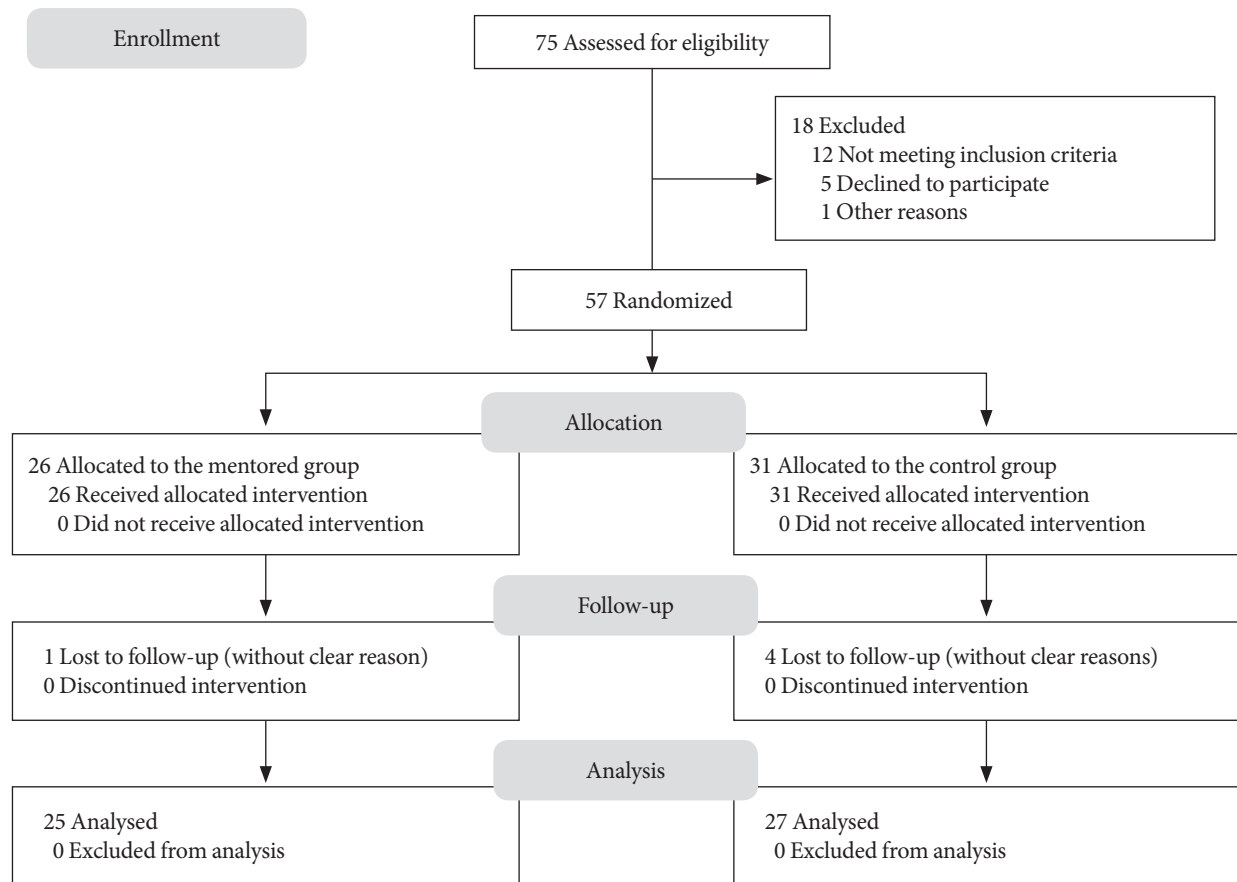 Enrollment
75 Assessed for eligibility
18 Excluded
12 Not meeting inclusion criteria
5 Declined to participate
1 Other reasons
57 Randomized
Allocation
26 Allocated to the mentored group
26 Received allocated intervention
0 Did not receive allocated intervention
31 Allocated to the control group
31 Received allocated intervention
0 Did not receive allocated intervention
Follow-up
1 Lost to follow-up (without clear reason)
0 Discontinued intervention
4 Lost to follow-up (without clear reasons)
0 Discontinued intervention
Analysis
25 Analysed
0 Excluded from analysis
27 Analysed
0 Excluded from analysis